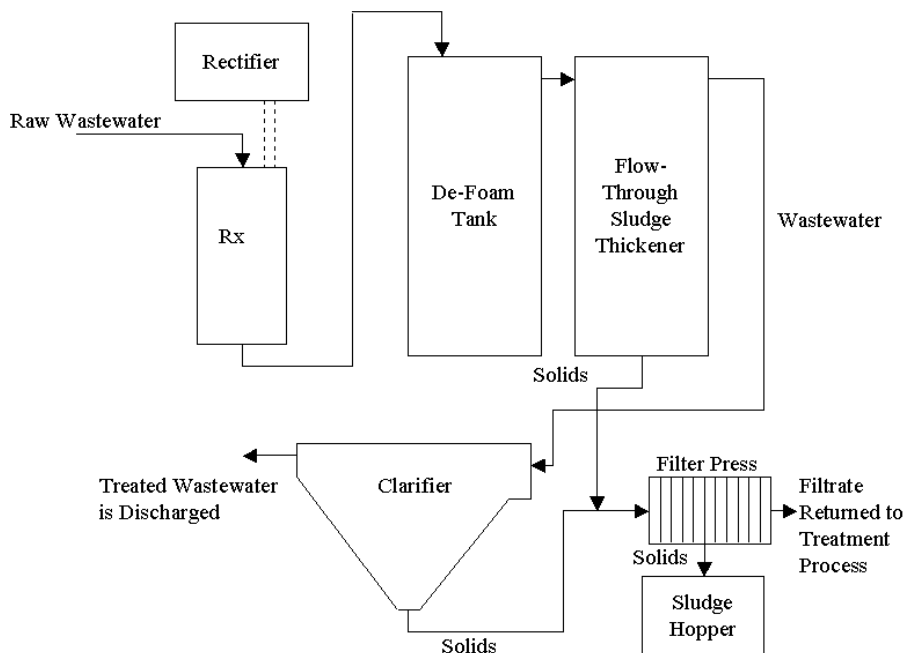 Rectifier
Raw Wastewater
Rx
De-Foam
Tank
Flow-
Through
Sludge
Thickener
Wastewater
Solids
Treated Wastewater
is Discharged
Clarifier
Solids
Filter Press
Filtrate
Returned to
Treatment
Process
Solids
Sludge
Hopper